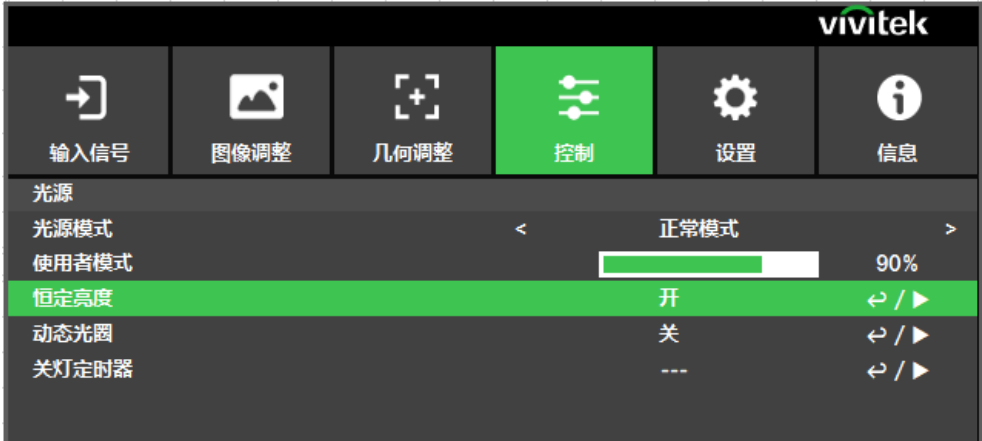 vivitek
输入信号 图像调整 几何调整 控制 设置 信息
光源
光源模式 < 正常模式 >
使用者模式 90%
恒定亮度 开 ↩ / ▶
动态光圈 关 ↩ / ▶
关灯定时器 --- ↩ / ▶